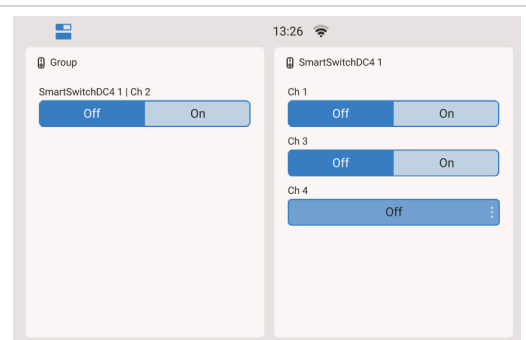 13:26
Group
SmartSwitchDC4 1 | Ch 2
Off On
SmartSwitchDC4 1
Ch 1
Off On
Ch 3
Off On
Ch 4
Off